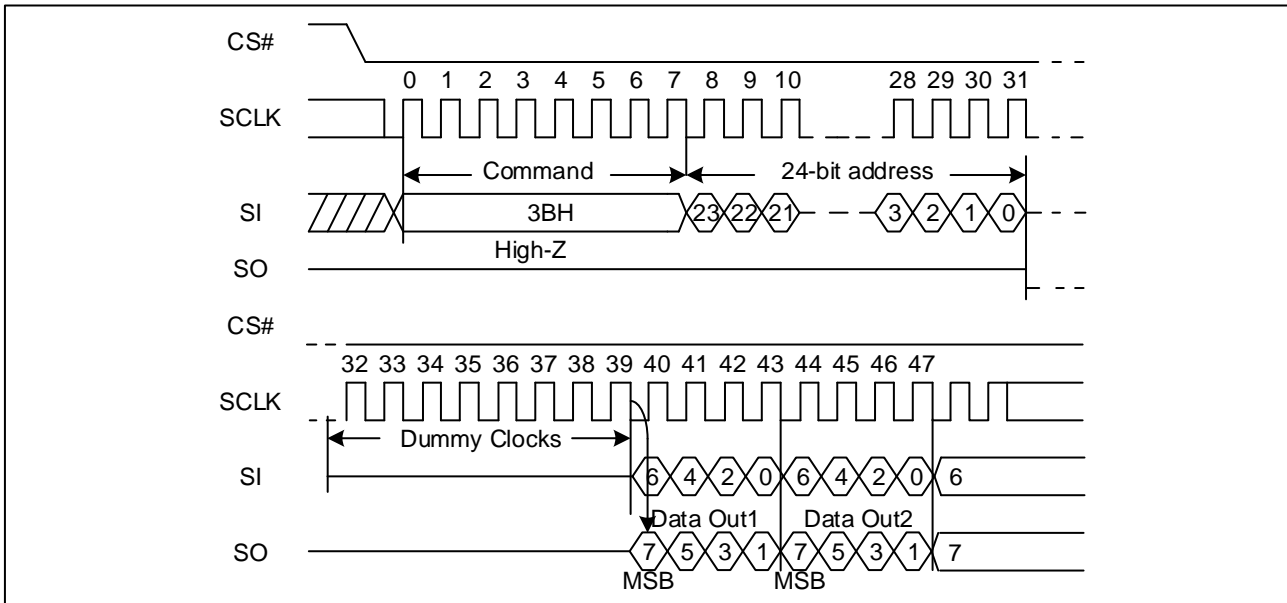 CS#
0 1 2 3 4 5 6 7 8 9 10 28 29 30 31
SCLK
Command 24-bit address
SI 3BH 23 22 21 3 2 1 0
High-Z
SO
CS#
32 33 34 35 36 37 38 39 40 41 42 43 44 45 46 47
SCLK
Dummy Clocks
SI 6 4 2 0 6 4 2 0 6
Data Out1 Data Out2
SO 7 5 3 1 7 5 3 1 7
MSB MSB